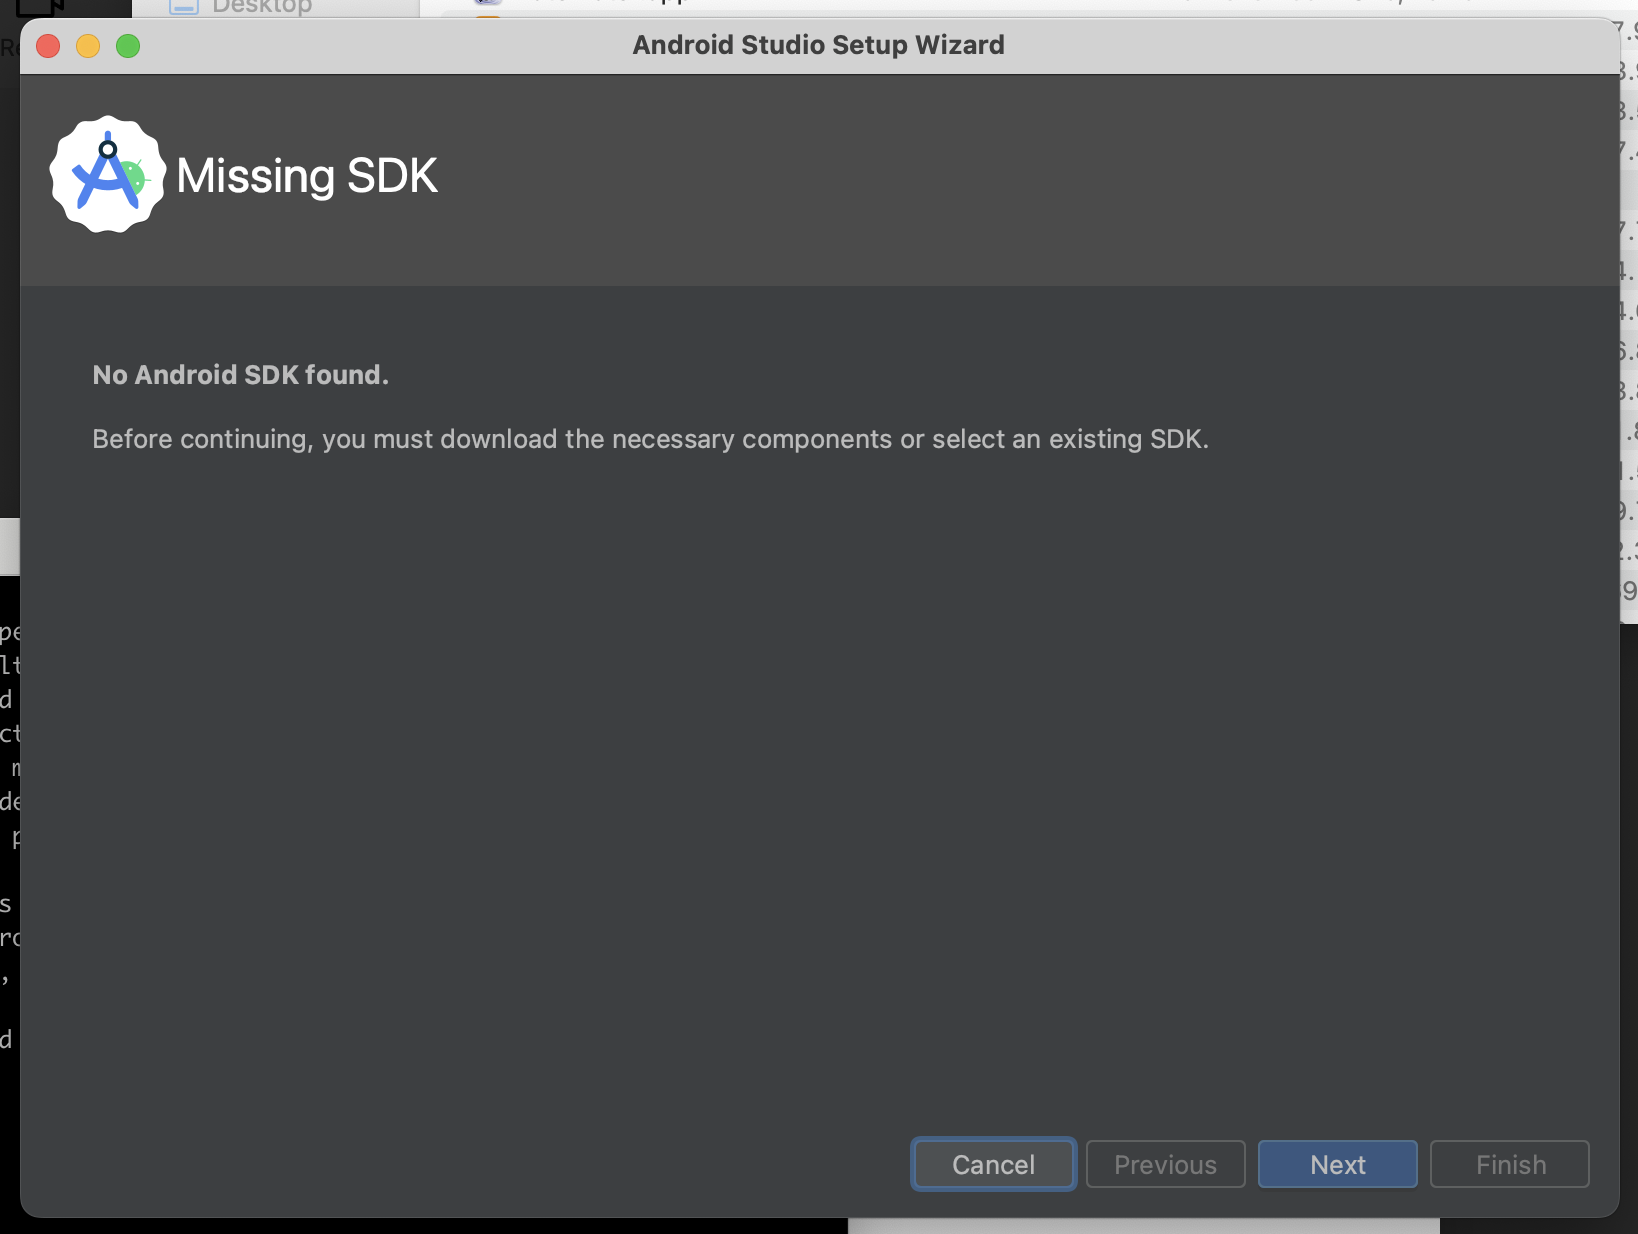 Desktop
Android Studio Setup Wizard
Missing SDK
No Android SDK found.
Before continuing, you must download the necessary components or select an existing SDK.
Cancel
Previous
Next
Finish